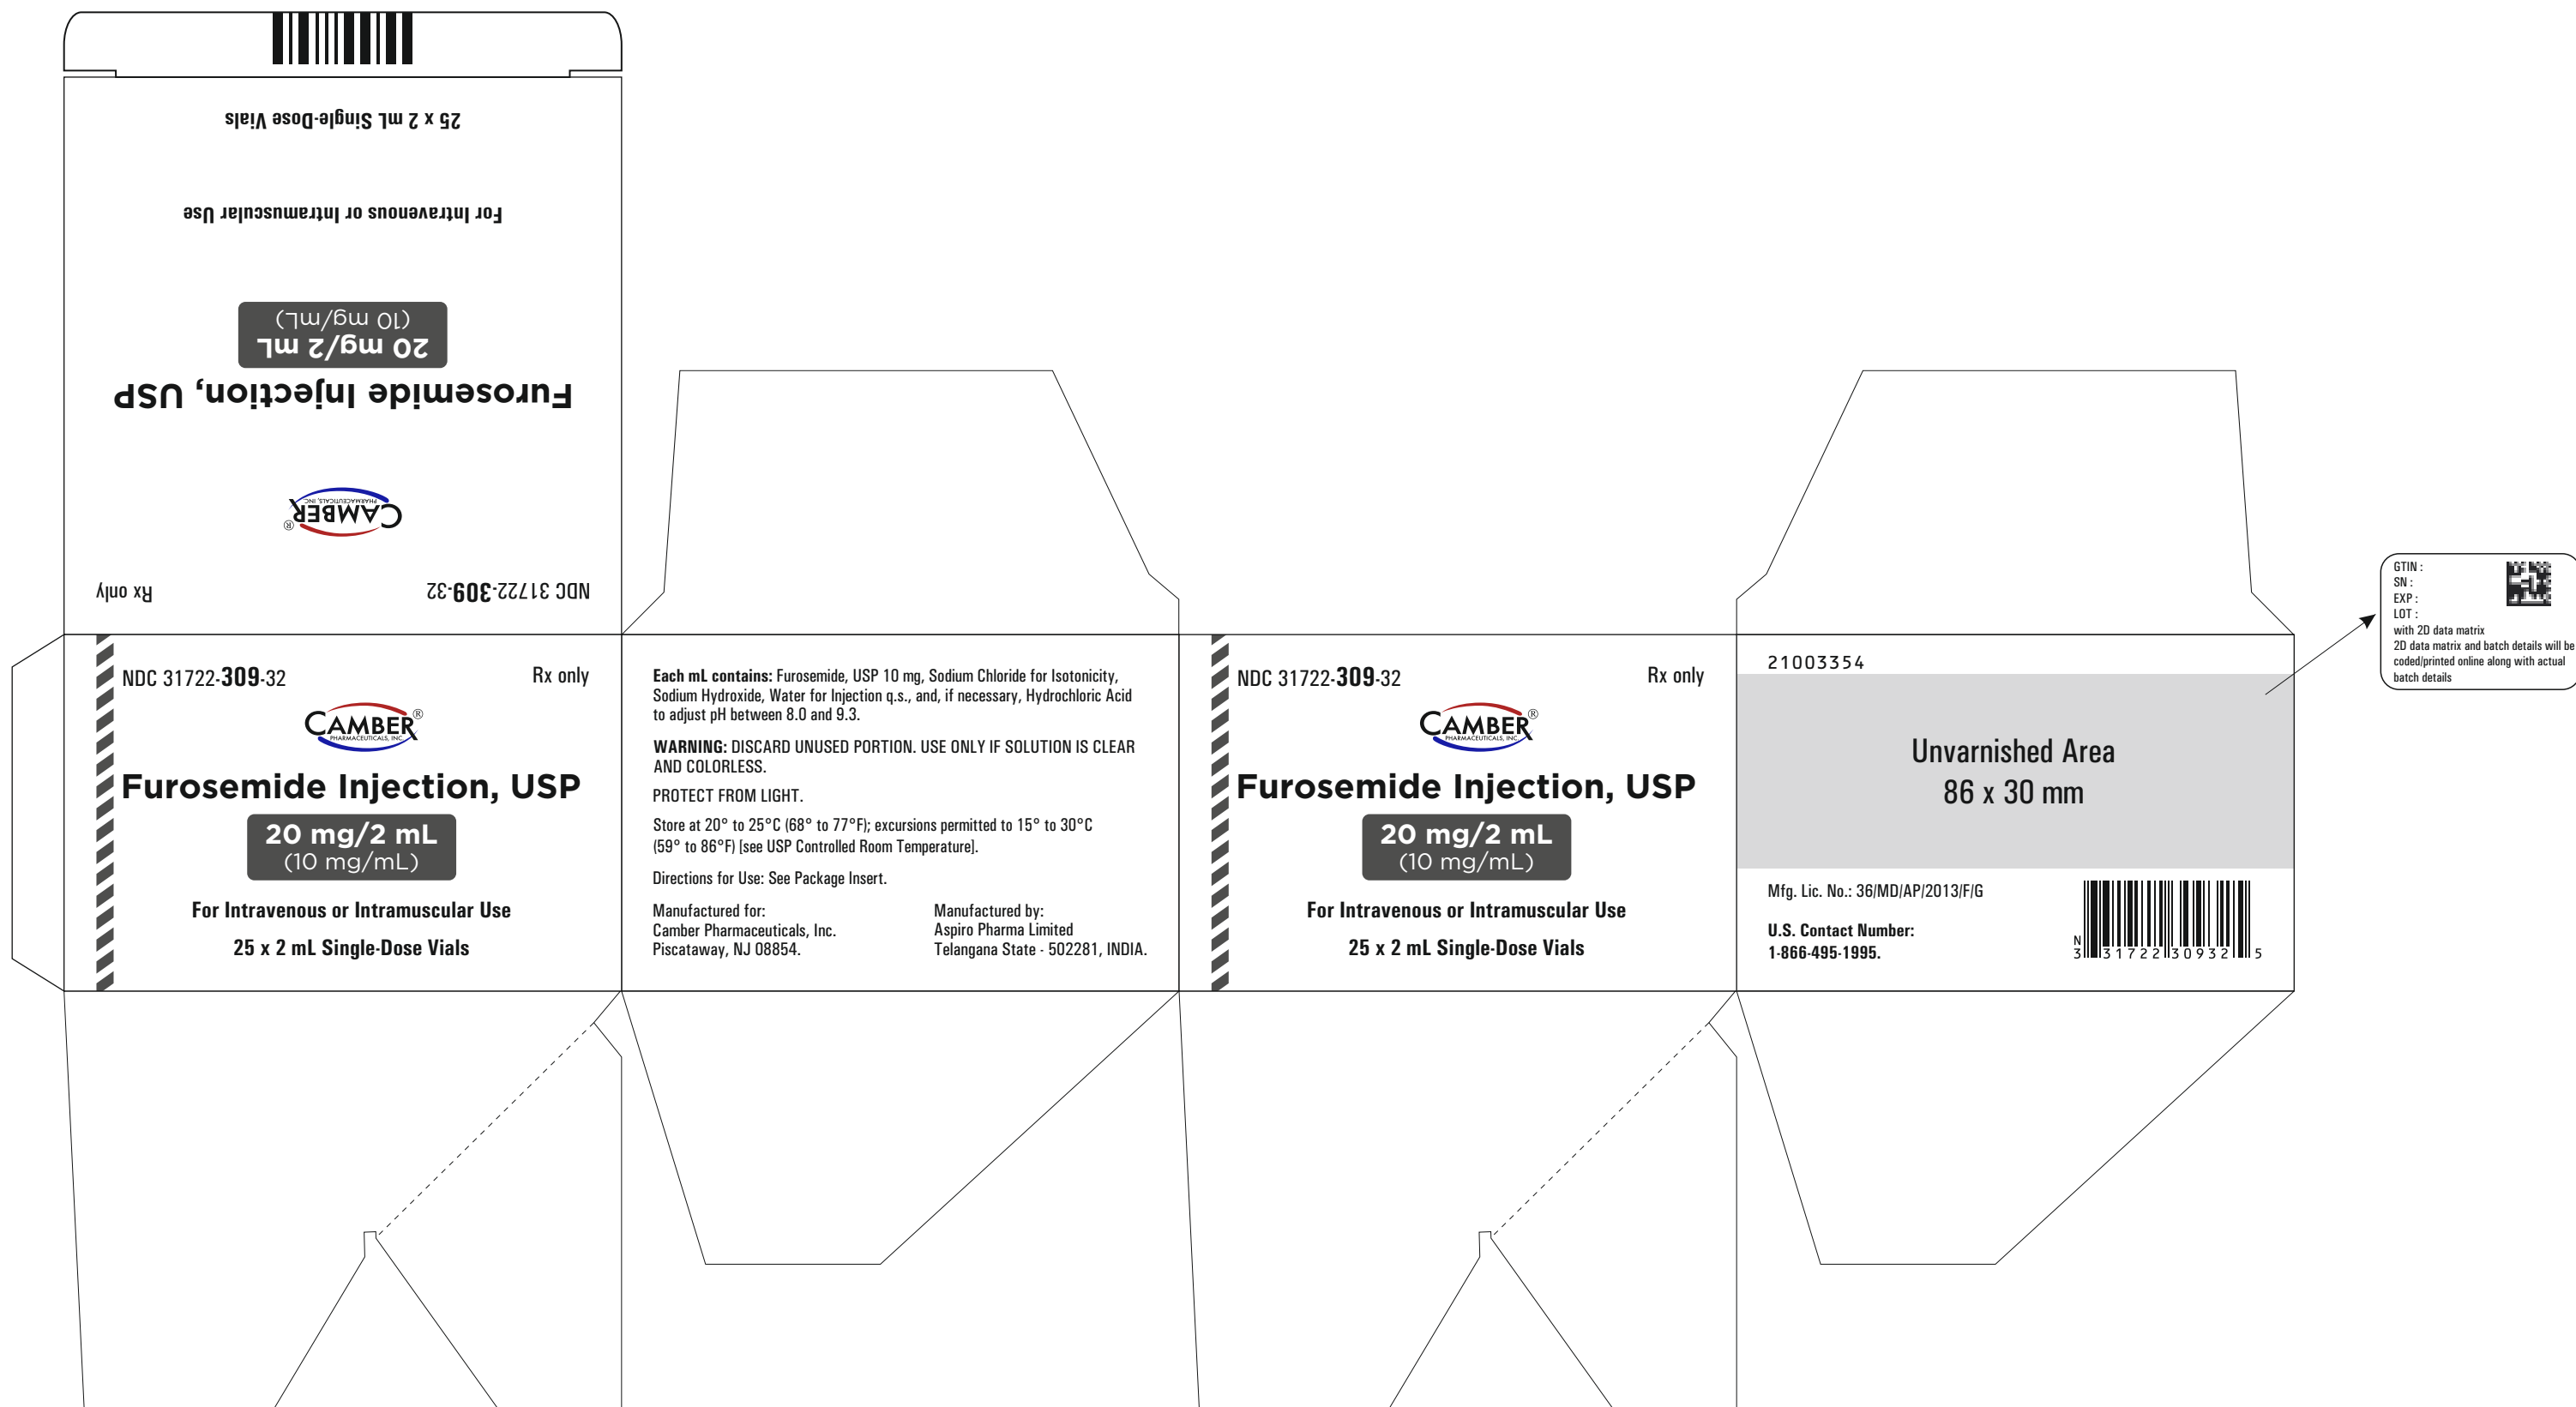 25 x 2 mL Single-Dose Vials
For Intravenous or Intramuscular Use
(10 mg/mL)
20 mg/2 mL
Furosemide Injection, USP
CAMBER®
PHARMACEUTICALS, INC.
Rx only
NDC 31722-309-32
NDC 31722-309-32
Rx only
CAMBER®
PHARMACEUTICALS, INC.
Furosemide Injection, USP
20 mg/2 mL
(10 mg/mL)
For Intravenous or Intramuscular Use
25 x 2 mL Single-Dose Vials
Each mL contains: Furosemide, USP 10 mg, Sodium Chloride for Isotonicity,
Sodium Hydroxide, Water for Injection q.s., and, if necessary, Hydrochloric Acid
to adjust pH between 8.0 and 9.3.
WARNING: DISCARD UNUSED PORTION. USE ONLY IF SOLUTION IS CLEAR
AND COLORLESS.
PROTECT FROM LIGHT.
Store at 20° to 25°C (68° to 77°F); excursions permitted to 15° to 30°C
(59° to 86°F) [see USP Controlled Room Temperature].
Directions for Use: See Package Insert.
Manufactured for:
Camber Pharmaceuticals, Inc.
Piscataway, NJ 08854.
Manufactured by:
Aspiro Pharma Limited
Telangana State - 502281, INDIA.
NDC 31722-309-32
Rx only
CAMBER®
PHARMACEUTICALS, INC.
Furosemide Injection, USP
20 mg/2 mL
(10 mg/mL)
For Intravenous or Intramuscular Use
25 x 2 mL Single-Dose Vials
21003354
Unvarnished Area
86 x 30 mm
Mfg. Lic. No.: 36/MD/AP/2013/F/G
U.S. Contact Number:
1-866-495-1995.
N
3 31722 30932 5
GTIN :
SN :
EXP :
LOT :
with 2D data matrix
2D data matrix and batch details will be
coded/printed online along with actual
batch details